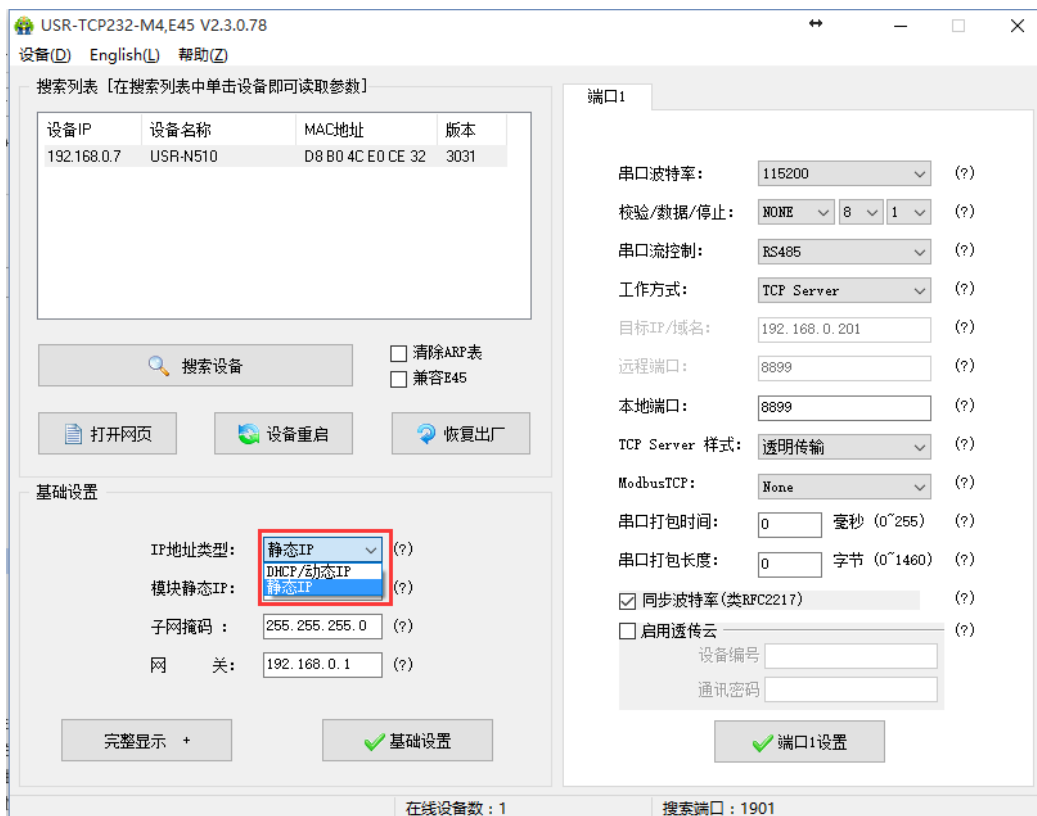 USR-TCP232-M4,E45 V2.3.0.78
设备(D) English(L) 帮助(Z)
搜索列表 [在搜索列表中单击设备即可读取参数]
设备IP 设备名称 MAC地址 版本
192.168.0.7 USR-N510 D8 B0 4C E0 CE 32 3031
搜索设备
清除ARP表
兼容E45
打开网页 设备重启 恢复出厂
基础设置
IP地址类型: 静态IP (?)
DHCP/动态IP
静态IP
模块静态IP: (?)
子网掩码 : 255.255.255.0 (?)
网 关: 192.168.0.1 (?)
完整显示 + 基础设置
端口1
串口波特率: 115200 (?)
校验/数据/停止: NONE 8 1 (?)
串口流控制: RS485 (?)
工作方式: TCP Server (?)
目标IP/域名: 192.168.0.201 (?)
远程端口: 8899 (?)
本地端口: 8899 (?)
TCP Server 样式: 透明传输 (?)
ModbusTCP: None (?)
串口打包时间: 0 毫秒 (0~255) (?)
串口打包长度: 0 字节 (0~1460) (?)
同步波特率(类RFC2217) (?)
启用透传云 (?)
设备编号
通讯密码
端口1设置
在线设备数：1 搜索端口：1901